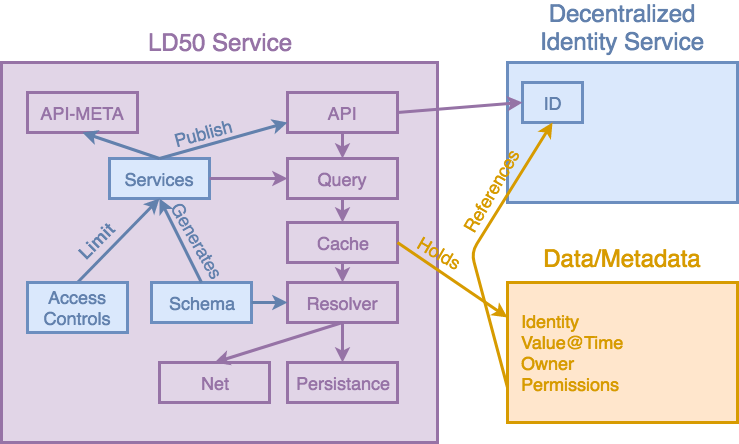 LD50 Service
Decentralized
Identity Service
API-META
Publish
API
ID
Services
Query
References
Limit
Generates
Cache
Holds
Data/Metadata
Access
Controls
Schema
Resolver
Identity
Value@Time
Owner
Permissions
Net
Persistance